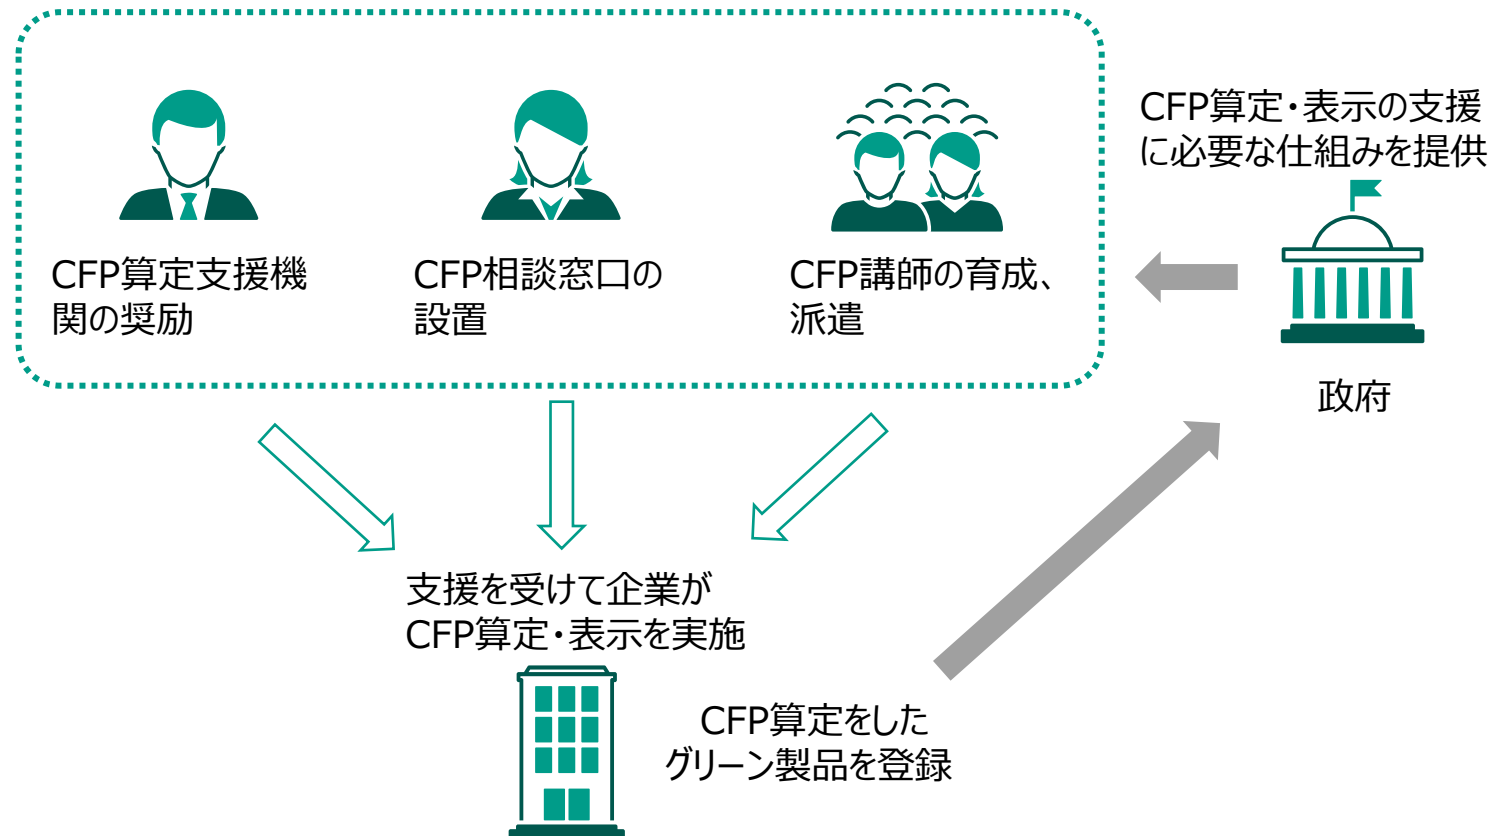 CFP算定支援機
関の奨励
CFP相談窓口の
設置
CFP講師の育成、
派遣
CFP算定・表示の支援
に必要な仕組みを提供
政府
支援を受けて企業が
CFP算定・表示を実施
CFP算定をした
グリーン製品を登録